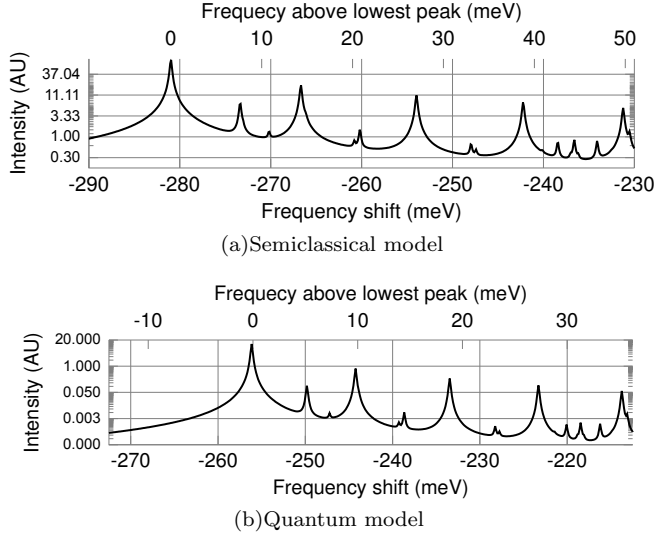 Frequecy above lowest peak (meV)
0 10 20 30 40 50
Intensity (AU)
37.04
11.11
3.33
1.00
0.30
-290 -280 -270 -260 -250 -240 -230
Frequency shift (meV)
(a)Semiclassical model
Frequecy above lowest peak (meV)
-10 0 10 20 30
Intensity (AU)
20.000
1.000
0.050
0.003
0.000
-270 -260 -250 -240 -230 -220
Frequency shift (meV)
(b)Quantum model